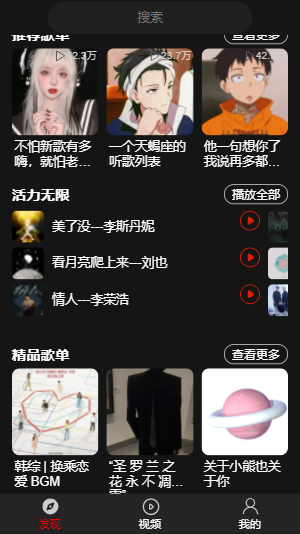 搜索
推荐歌单
查看更多
2.3万
23.7万
42.
不怕新歌有多
嗨，就怕老…
一个天蝎座的
听歌列表
他一句想你了
我说再多都…
活力无限
播放全部
美了没---李斯丹妮
看月亮爬上来---刘也
情人---李荣浩
精品歌单
查看更多
韩综 | 换乘恋
爱 BGM
"圣 罗 兰 之
花 永 不 凋…
关于小能也关
于你
发现
视频
我的